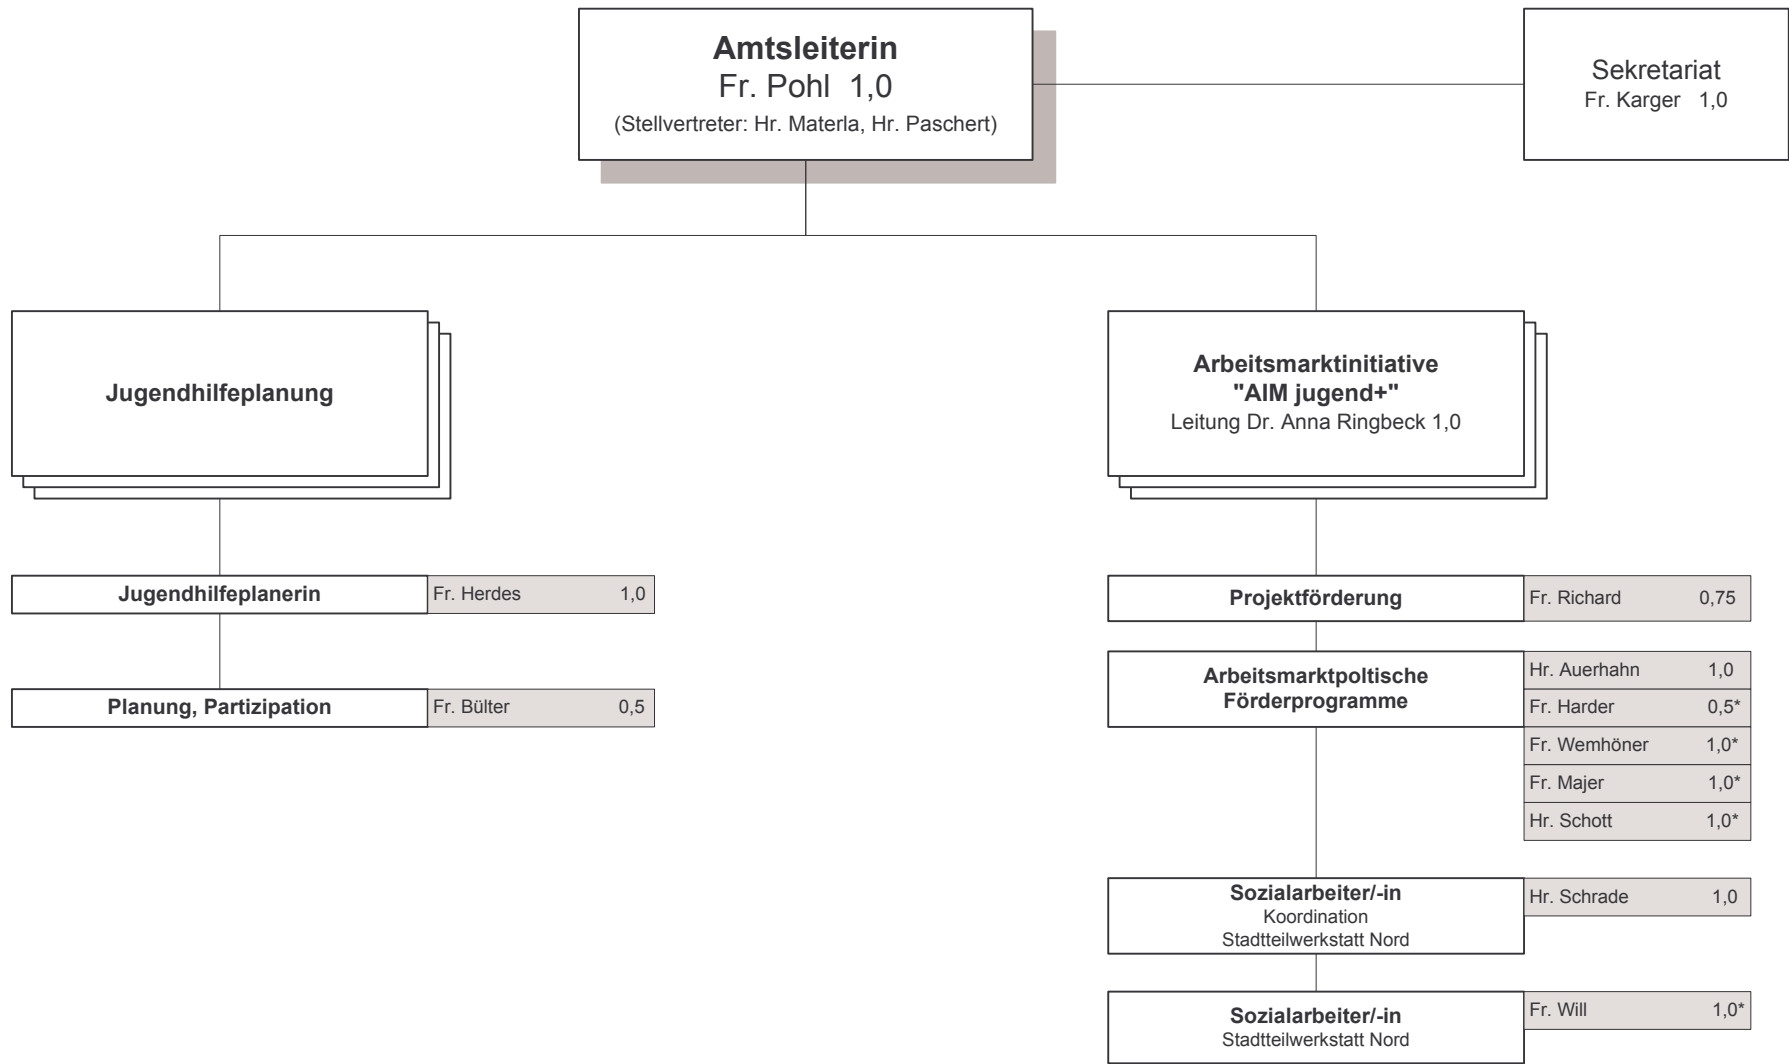 Amtsleiterin
Fr. Pohl 1,0
(Stellvertreter: Hr. Materla, Hr. Paschert)
Sekretariat
Fr. Karger 1,0
Jugendhilfeplanung
Arbeitsmarktinitiative
"AIM jugend+"
Leitung Dr. Anna Ringbeck 1,0
Jugendhilfeplanerin Fr. Herdes 1,0
Planung, Partizipation Fr. Bülter 0,5
Projektförderung Fr. Richard 0,75
Arbeitsmarktpoltische
Förderprogramme
Hr. Auerhahn 1,0
Fr. Harder 0,5*
Fr. Wemhöner 1,0*
Fr. Majer 1,0*
Hr. Schott 1,0*
Sozialarbeiter/-in Hr. Schrade 1,0
Koordination
Stadtteilwerkstatt Nord
Sozialarbeiter/-in Fr. Will 1,0*
Stadtteilwerkstatt Nord